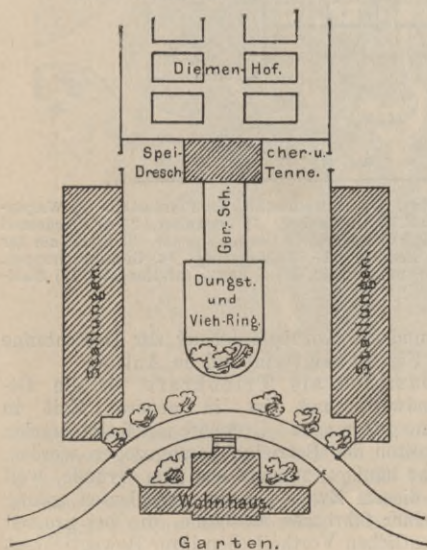 Diemen-Hof.
Spei- cher-u.
Dresch Tenne.
Ger.-Sch.
Dungst.
und
Vieh-Ring.
Stallungen.
Stallungen.
Wohnhaus.
Garten.